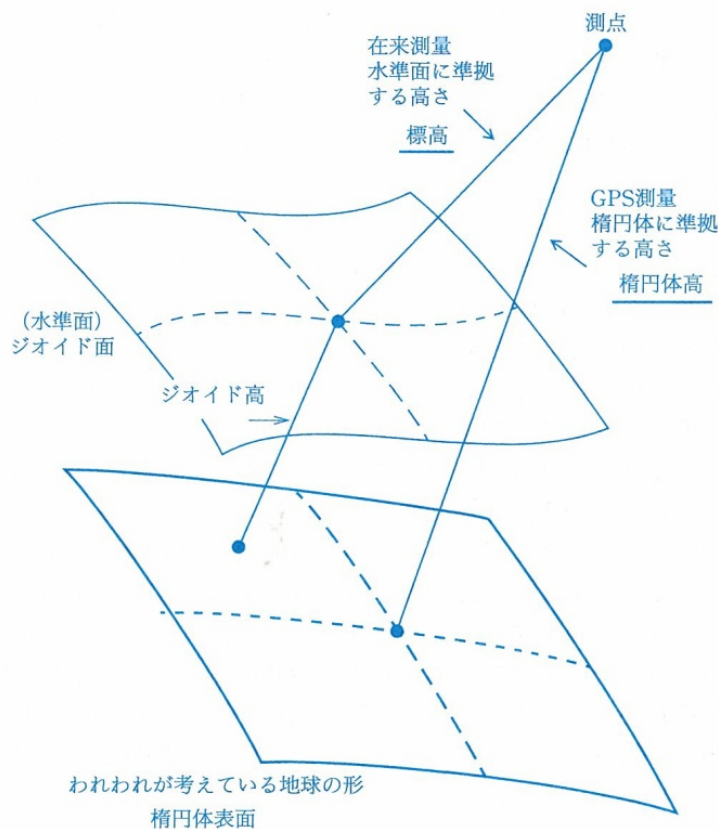 測点
在来測量
水準面に準拠
する高さ
標高
GPS測量
楕円体に準拠
する高さ
楕円体高
（水準面）
ジオイド面
ジオイド高
われわれが考えている地球の形
楕円体表面